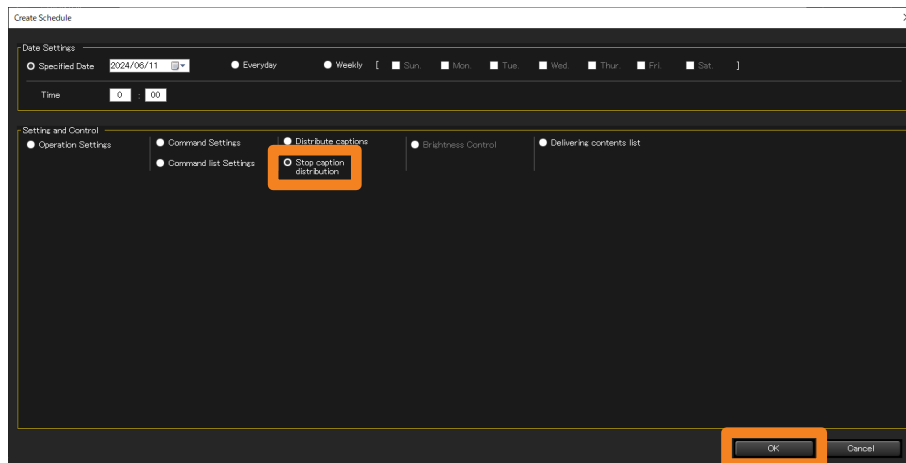 Create Schedule
Date Settings
Specified Date 2024/06/11 Everyday Weekly [ Sun. Mon. Tue. Wed. Thur. Fri. Sat. ]
Time 0 : 00
Setting and Control
Operation Settings Command Settings Distribute captions Brightness Control Delivering contents list
Command list Settings Stop caption
distribution
OK Cancel